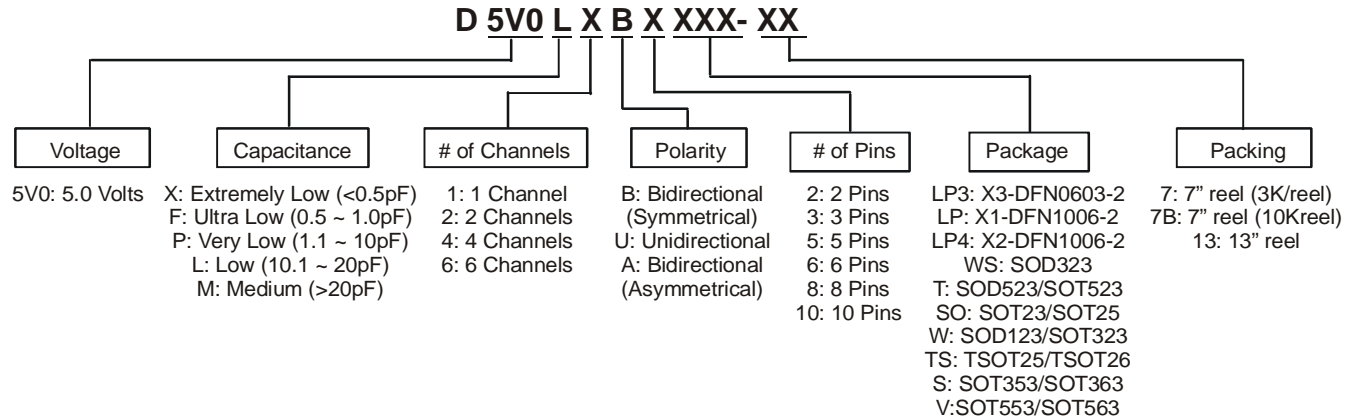 D 5V0 L X B X XXX- XX
Voltage
5V0: 5.0 Volts
Capacitance
X: Extremely Low (<0.5pF)
F: Ultra Low (0.5 ~ 1.0pF)
P: Very Low (1.1 ~ 10pF)
L: Low (10.1 ~ 20pF)
M: Medium (>20pF)
# of Channels
1: 1 Channel
2: 2 Channels
4: 4 Channels
6: 6 Channels
Polarity
B: Bidirectional
(Symmetrical)
U: Unidirectional
A: Bidirectional
(Asymmetrical)
# of Pins
2: 2 Pins
3: 3 Pins
5: 5 Pins
6: 6 Pins
8: 8 Pins
10: 10 Pins
Package
LP3: X3-DFN0603-2
LP: X1-DFN1006-2
LP4: X2-DFN1006-2
WS: SOD323
T: SOD523/SOT523
SO: SOT23/SOT25
W: SOD123/SOT323
TS: TSOT25/TSOT26
S: SOT353/SOT363
V:SOT553/SOT563
Packing
7: 7” reel (3K/reel)
7B: 7” reel (10Kreel)
13: 13” reel